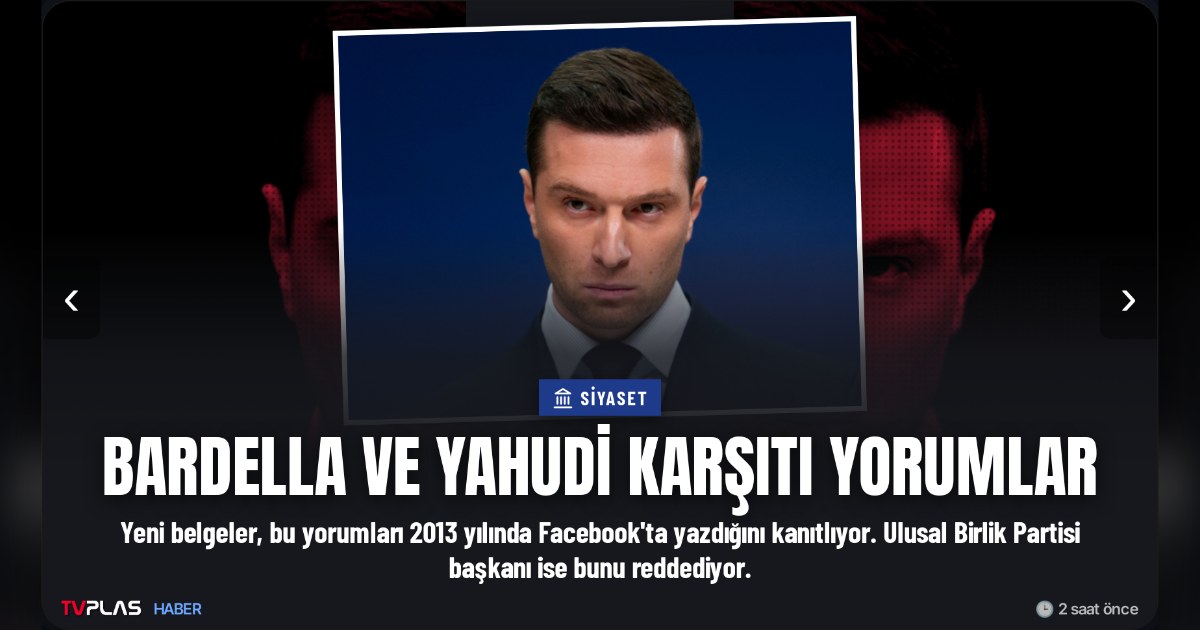 SİYASET
BARDELLA VE YAHUDİ KARŞITI YORUMLAR
Yeni belgeler, bu yorumları 2013 yılında Facebook'ta yazdığını kanıtlıyor. Ulusal Birlik Partisi
başkanı ise bunu reddediyor.
TVPLAS HABER
2 saat önce